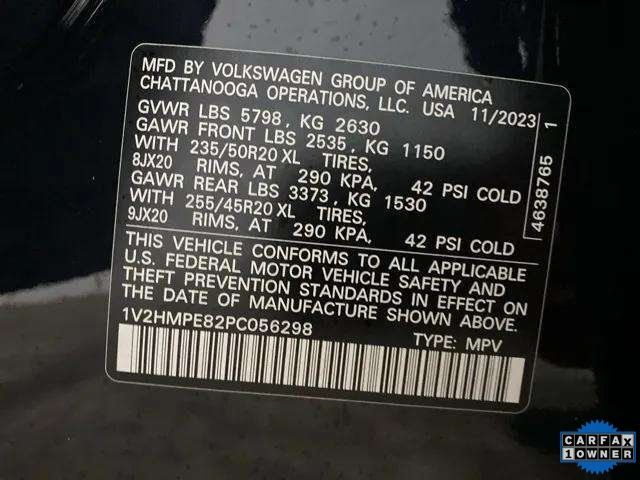 MFD BY VOLKSWAGEN GROUP OF AMERICA
CHATTANOOGA OPERATIONS, LLC. USA 11/2023
GVWR LBS 5798, KG 2630
GAWR FRONT LBS 2535, KG 1150
WITH 235/50R20 XL TIRES,
8JX20 RIMS, AT 290 KPA, 42 PSI COLD
GAWR REAR LBS 3373, KG 1530
WITH 255/45R20 XL TIRES,
9JX20 RIMS, AT 290 KPA, 42 PSI COLD
THIS VEHICLE CONFORMS TO ALL APPLICABLE
U.S. FEDERAL MOTOR VEHICLE SAFETY AND
THEFT PREVENTION STANDARDS IN EFFECT ON
THE DATE OF MANUFACTURE SHOWN ABOVE.
1V2HMPE82PC056298 TYPE: MPV
4638765 1
CARFAX
1 OWNER